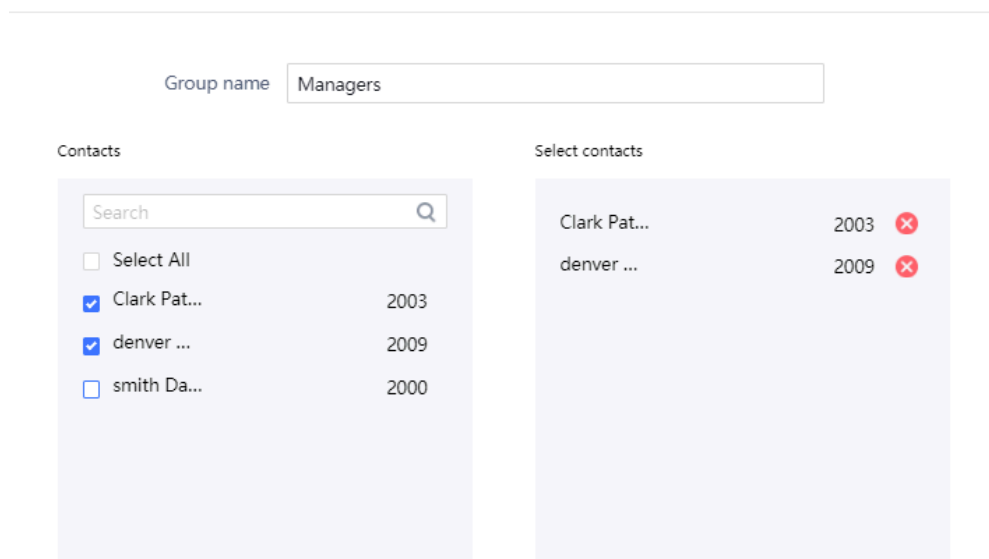 Group name Managers
Contacts
Search
Select All
Clark Pat... 2003
denver ... 2009
smith Da... 2000
Select contacts
Clark Pat... 2003
denver ... 2009